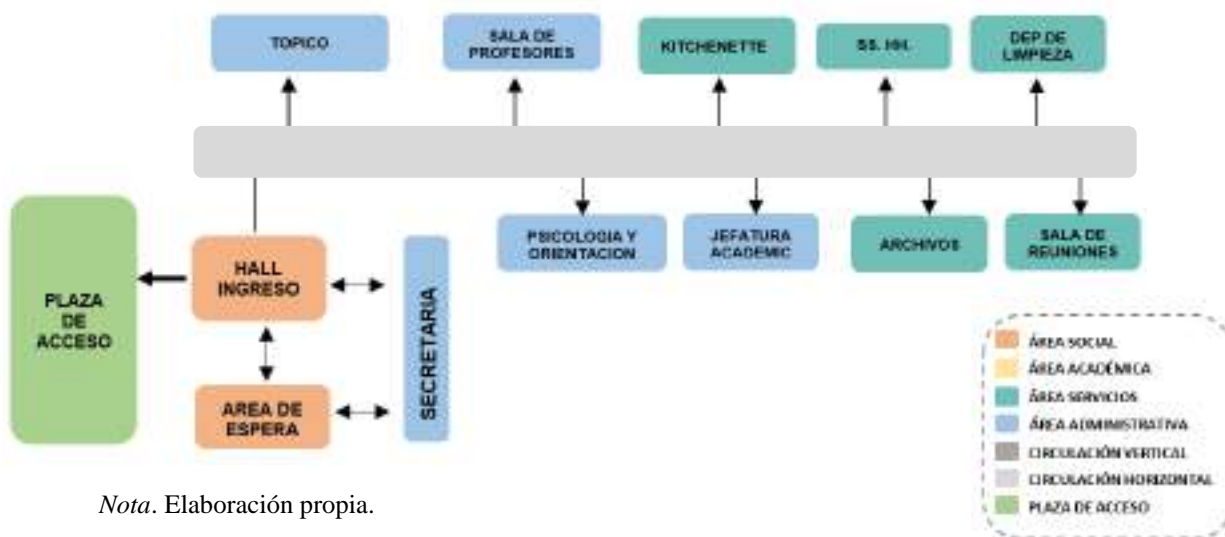 TOPICO
SALA DE
PROFESORES
KITCHENETTE
SS. HH.
DEP.DE
LIMPIEZA
PSICOLOGIA Y
ORIENTACION
JEFATURA
ACADEMIC
ARCHIVOS
SALA DE
REUNIONES
PLAZA
DE
ACCESO
HALL
INGRESO
SECRETARIA
AREA DE
ESPERA
ÁREA SOCIAL
ÁREA ACADÉMICA
ÁREA SERVICIOS
ÁREA ADMINISTRATIVA
CIRCULACIÓN VERTICAL
CIRCULACIÓN HORIZONTAL
PLAZA DE ACCESO
Nota. Elaboración propia.